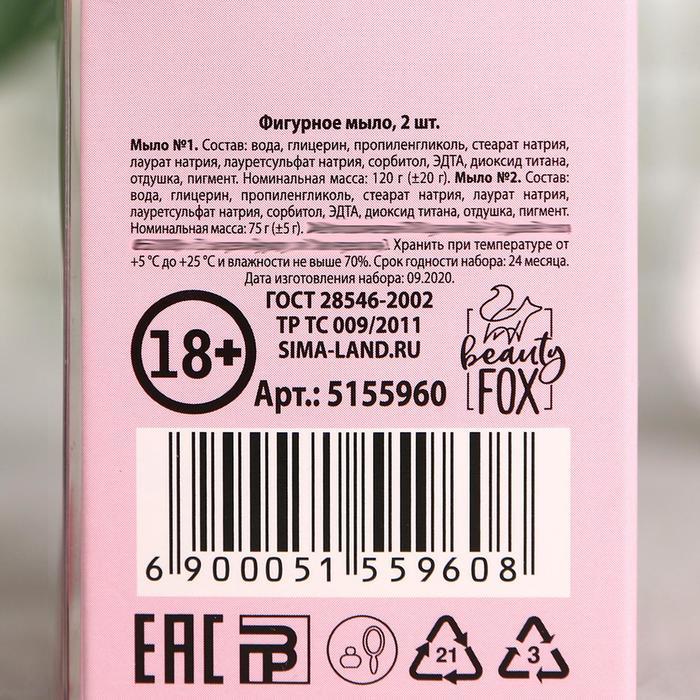 Фигурное мыло, 2 шт.
Мыло №1. Состав: вода, глицерин, пропиленгликоль, стеарат натрия,
лаурат натрия, лауретсульфат натрия, сорбитол, ЭДТА, диоксид титана,
отдушка, пигмент. Номинальная масса: 120 г (±20 г). Мыло №2. Состав:
вода, глицерин, пропиленгликоль, стеарат натрия, лаурат натрия,
лауретсульфат натрия, сорбитол, ЭДТА, диоксид титана, отдушка, пигмент.
Номинальная масса: 75 г (±5 г).
. Хранить при температуре от
+5 °С до +25 °С и влажности не выше 70%. Срок годности набора: 24 месяца.
Дата изготовления набора: 09.2020.
18+
ГОСТ 28546-2002
ТР ТС 009/2011
SIMA-LAND.RU
Арт.: 5155960
beauty
FOX
6 900051 559608
EAC
21
3